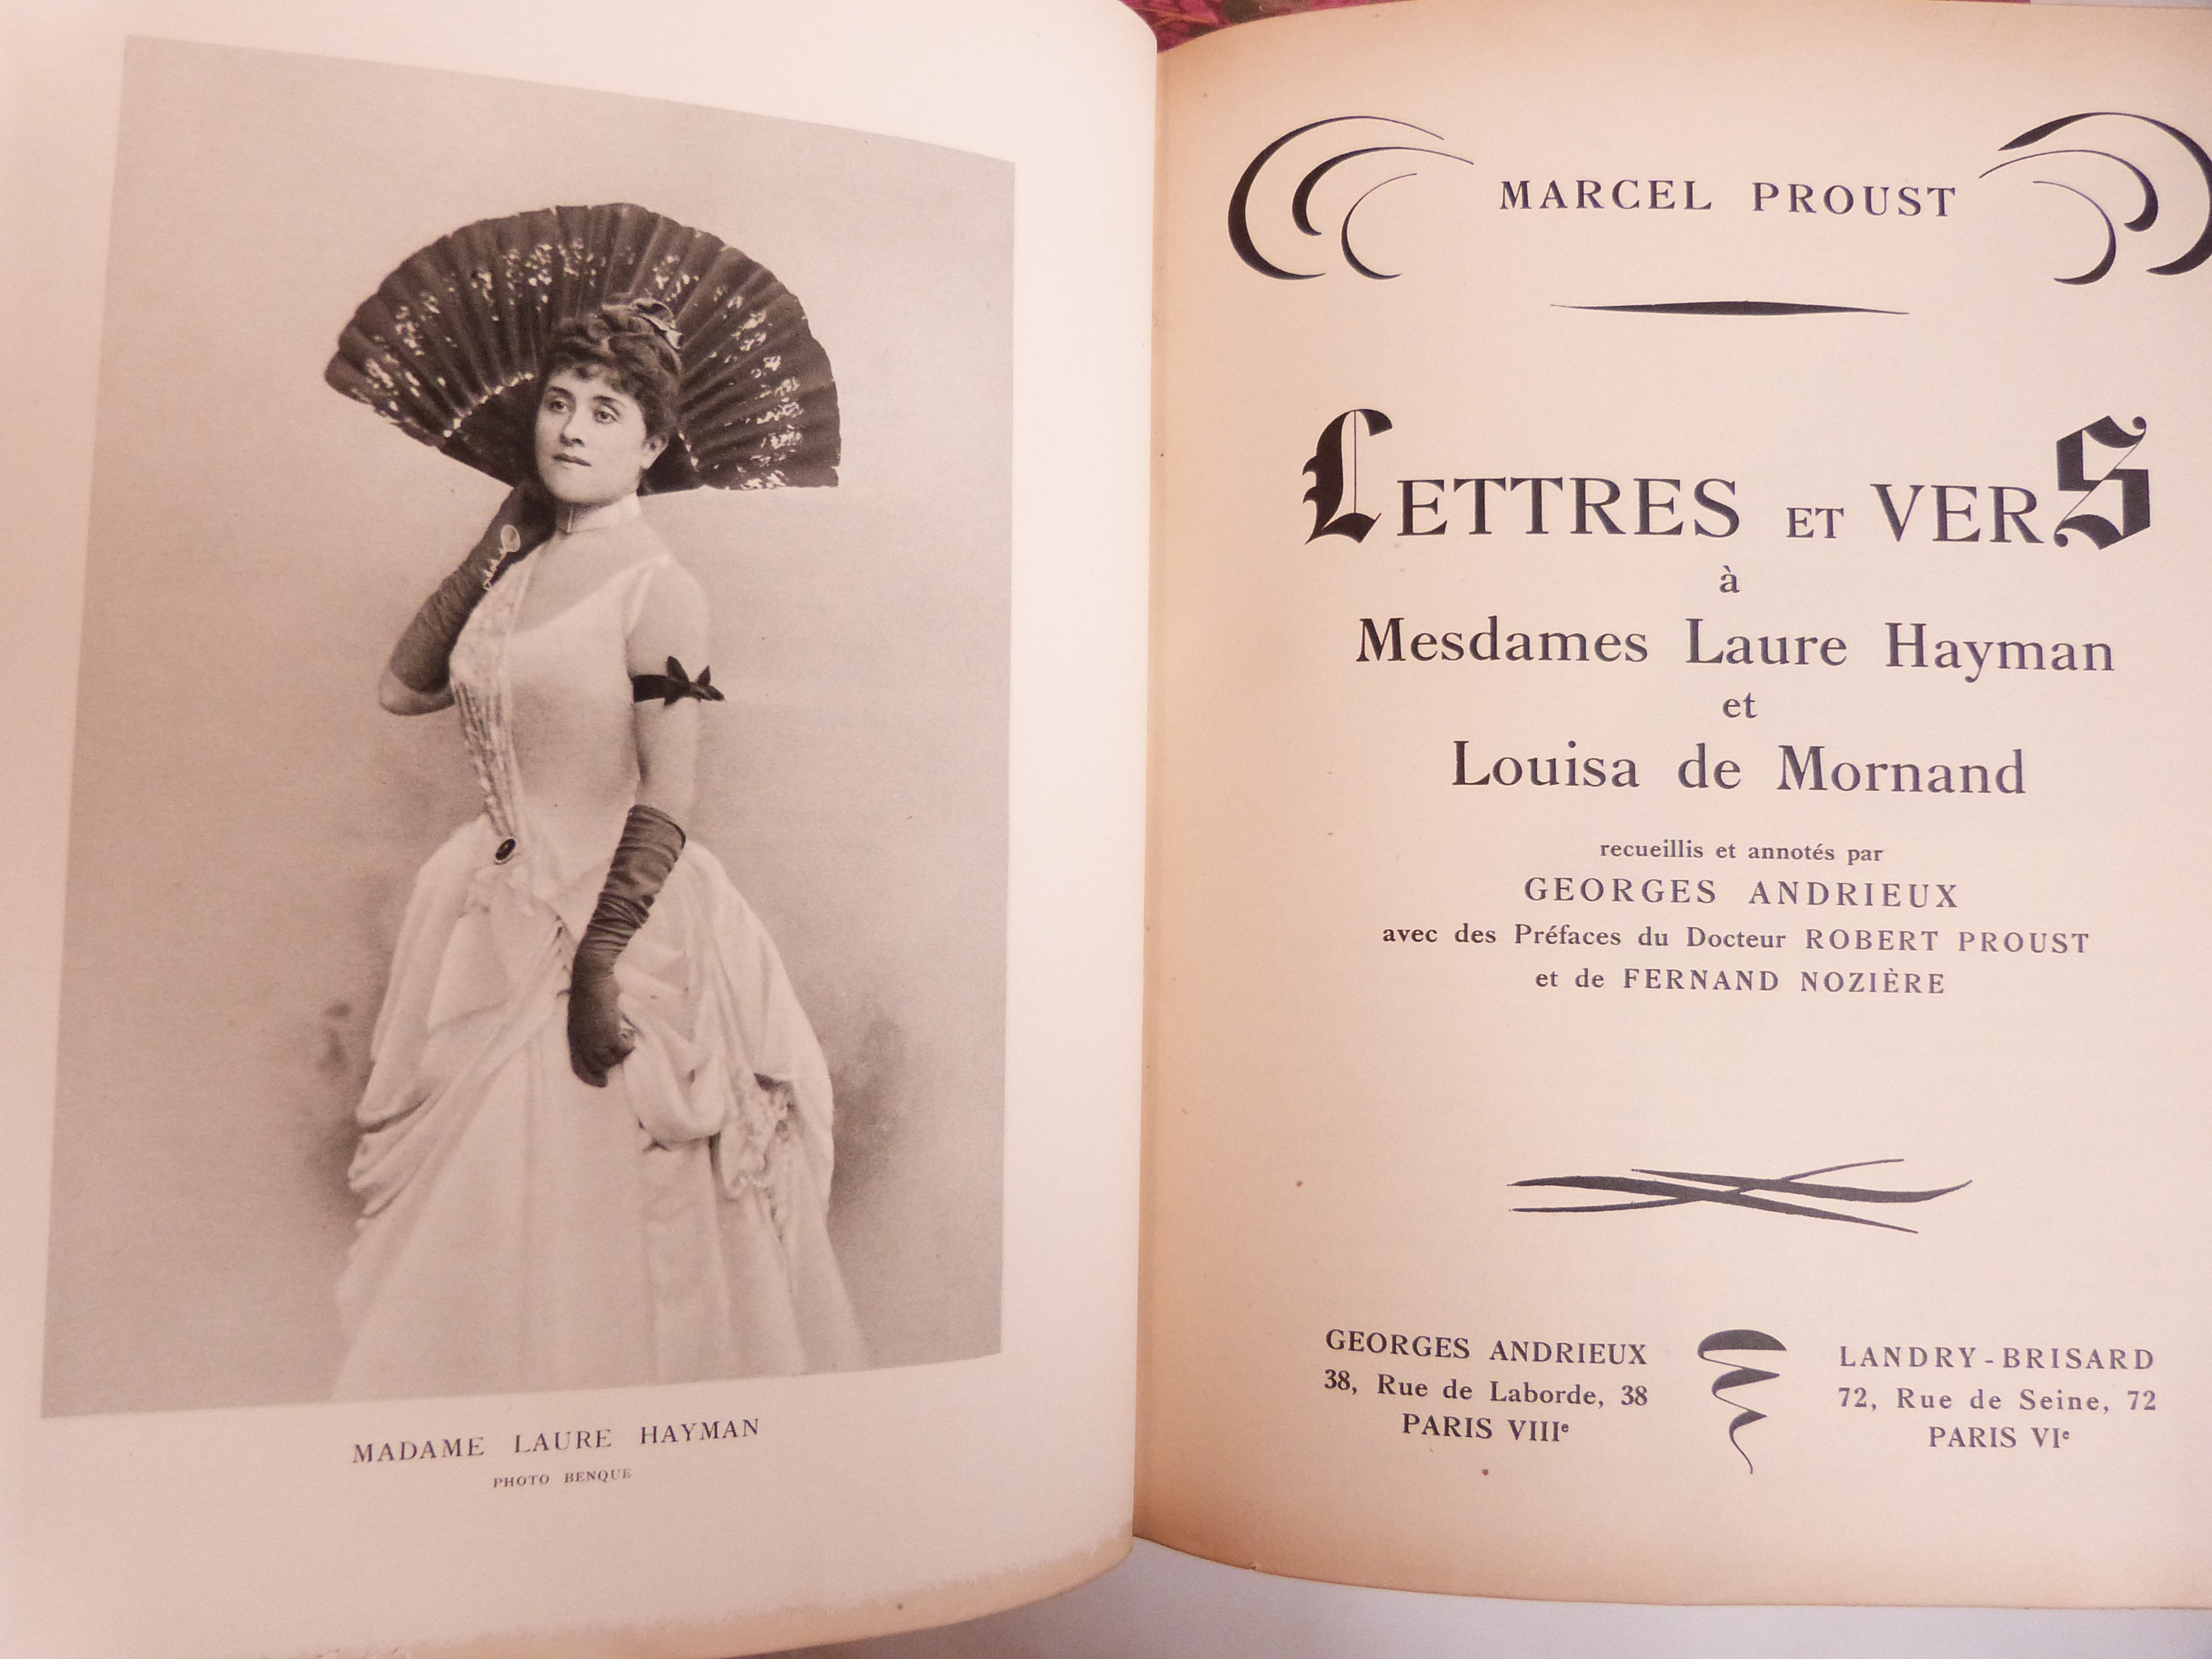 MADAME LAURE HAYMAN
PHOTO BENQUE
MARCEL PROUST
LETTRES ET VERS
à
Mesdames Laure Hayman
et
Louisa de Mornand
recueillis et annotés par
GEORGES ANDRIEUX
avec des Préfaces du Docteur ROBERT PROUST
et de FERNAND NOZIÈRE
GEORGES ANDRIEUX
38, Rue de Laborde, 38
PARIS VIIIᵉ
LANDRY-BRISARD
72, Rue de Seine, 72
PARIS VIᵉ